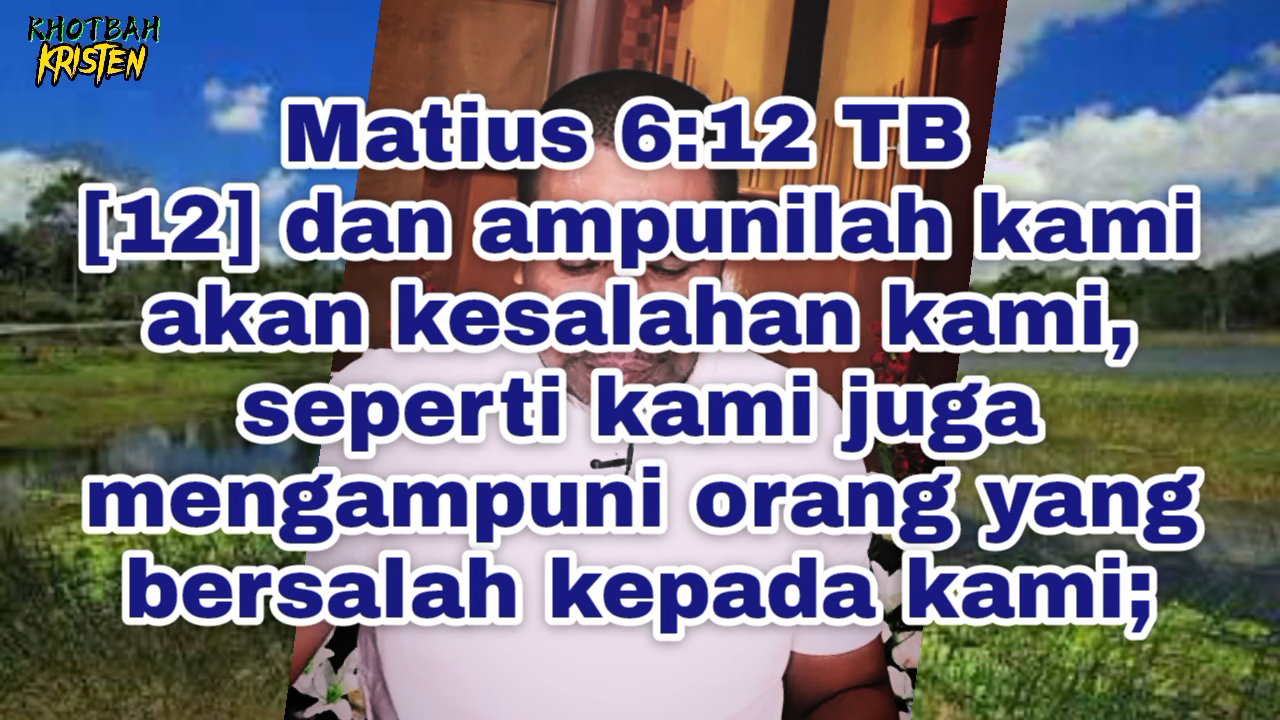 KHOTBAH
KRISTEN
Matius 6:12 TB
[12] dan ampunilah kami
akan kesalahan kami,
seperti kami juga
mengampuni orang yang
bersalah kepada kami;